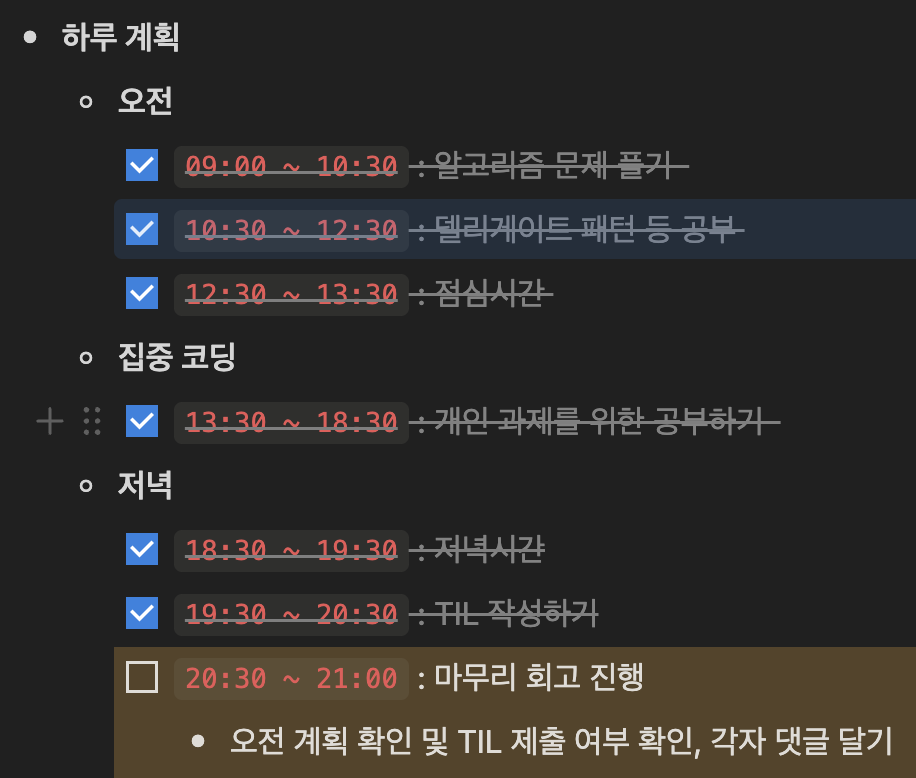 하루 계획
오전
09:00 ~ 10:30 : 알고리즘 문제 풀기
10:30 ~ 12:30 : 델리게이트 패턴 등 공부
12:30 ~ 13:30 : 점심시간
집중 코딩
13:30 ~ 18:30 : 개인 과제를 위한 공부하기
저녁
18:30 ~ 19:30 : 저녁시간
19:30 ~ 20:30 : TIL 작성하기
20:30 ~ 21:00 : 마무리 회고 진행
오전 계획 확인 및 TIL 제출 여부 확인, 각자 댓글 달기